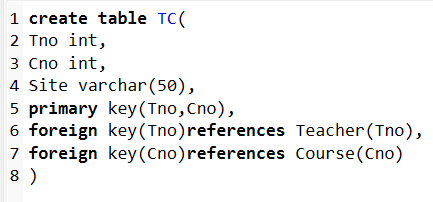 1 create table TC(
2 Tno int,
3 Cno int,
4 Site varchar(50),
5 primary key(Tno,Cno),
6 foreign key(Tno)references Teacher(Tno),
7 foreign key(Cno)references Course(Cno)
8 )